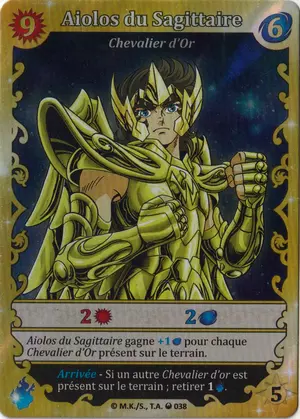 9
Aiolos du Sagittaire
6
Chevalier d'Or
2 2
Aiolos du Sagittaire gagne +1 pour chaque
Chevalier d'Or présent sur le terrain.
Arrivée - Si un autre Chevalier d'or est
présent sur le terrain ; retirer 1 .
5
© M.K./S., T.A. 038